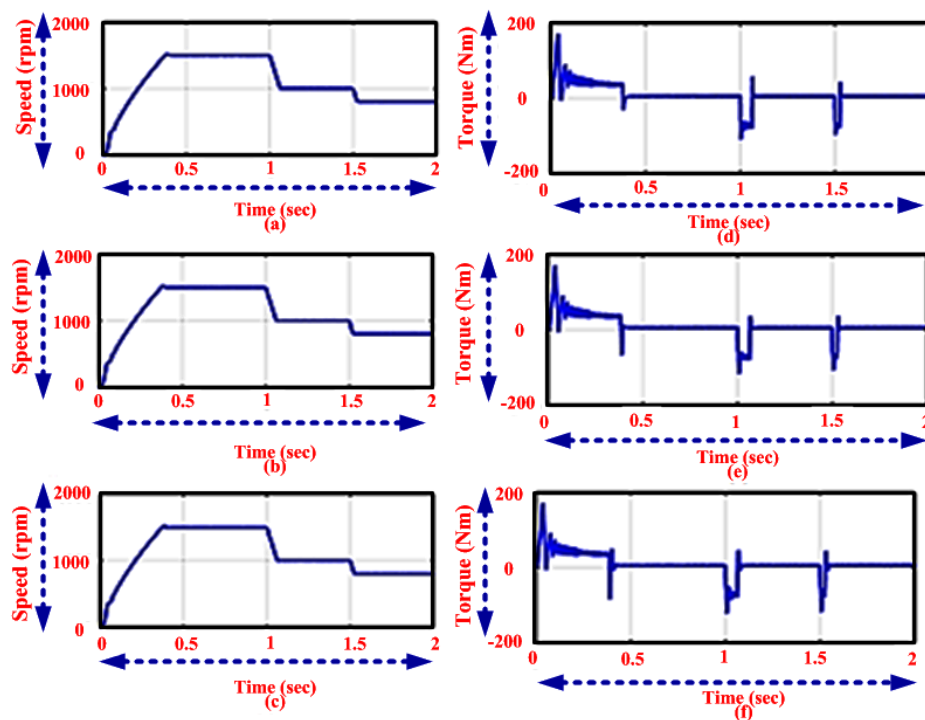 2000
Speed (rpm)
1000
0
0 0.5 1 1.5 2
Time (sec)
(a)
200
Torque (Nm)
0
-200
0 0.5 1 1.5
Time (sec)
(d)
2000
Speed (rpm)
1000
0
0 0.5 1 1.5 2
Time (sec)
(b)
200
Torque (Nm)
0
-200
0 0.5 1 1.5 2
Time (sec)
(e)
2000
Speed (rpm)
1000
0
0 0.5 1 1.5 2
Time (sec)
(c)
200
Torque (Nm)
0
-200
0 0.5 1 1.5 2
Time (sec)
(f)